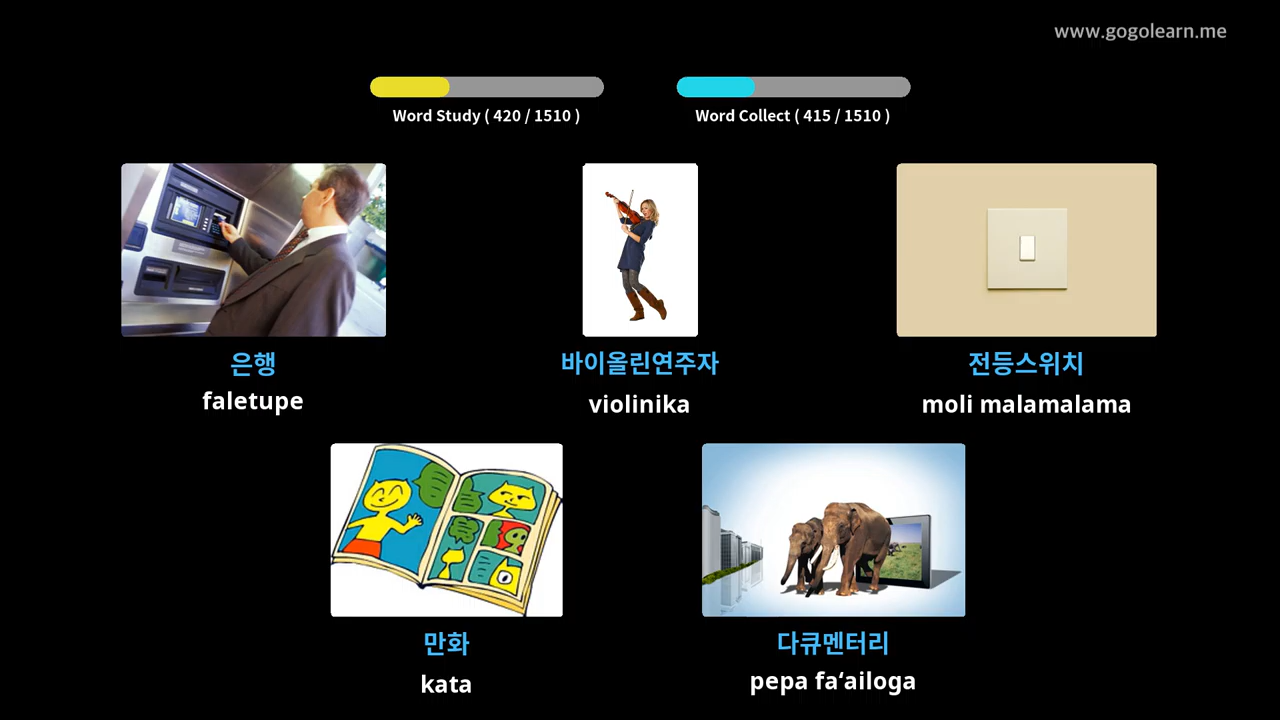 www.gogolearn.me
Word Study ( 420 / 1510 )
Word Collect ( 415 / 1510 )
은행
faletupe
바이올린연주자
violinika
전등스위치
moli malamalama
만화
kata
다큐멘터리
pepa fa‘ailoga